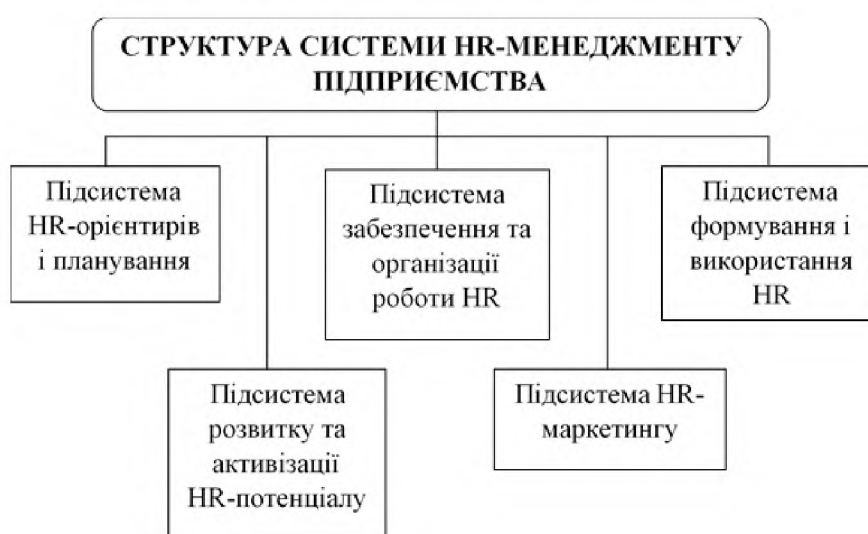 СТРУКТУРА СИСТЕМИ HR-МЕНЕДЖМЕНТУ
ПІДПРИЄМСТВА
Підсистема
HR-орієнтирів
і планування
Підсистема
забезпечення та
організації
роботи HR
Підсистема
формування і
використання
HR
Підсистема
розвитку та
активізації
HR-потенціалу
Підсистема HR-
маркетингу